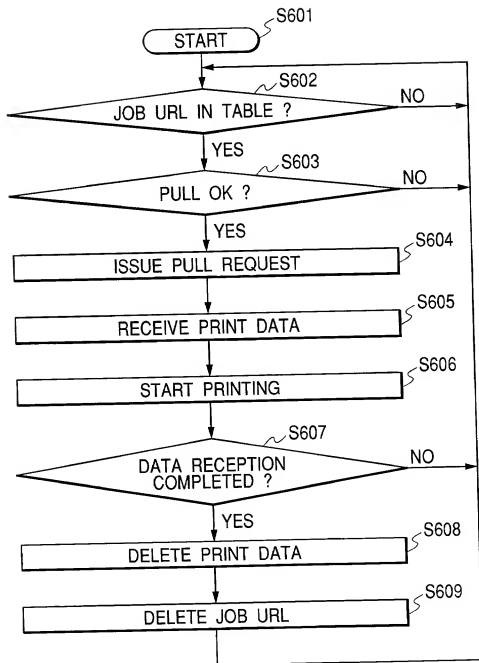 S601
START
S602
JOB URL IN TABLE ?
NO
YES
S603
PULL OK ?
NO
YES
S604
ISSUE PULL REQUEST
S605
RECEIVE PRINT DATA
S606
START PRINTING
S607
DATA RECEPTION
COMPLETED ?
NO
YES
S608
DELETE PRINT DATA
S609
DELETE JOB URL